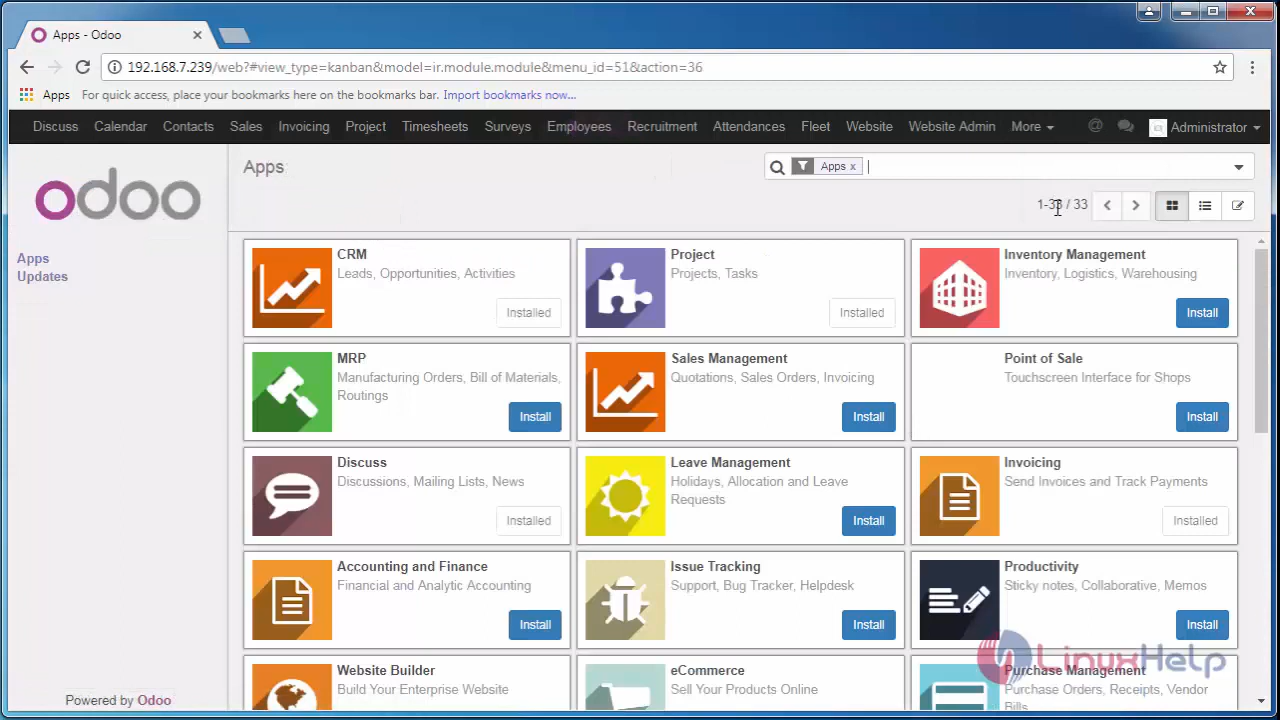 Apps - Odoo
192.168.7.239/web?#view_type=kanban&model=ir.module.module&menu_id=51&action=36
Apps For quick access, place your bookmarks here on the bookmarks bar. Import bookmarks now...
Discuss Calendar Contacts Sales Invoicing Project Timesheets Surveys Employees Recruitment Attendances Fleet Website Website Admin More Administrator
odoo
Apps
Updates
Powered by Odoo
Apps
Apps x
1-33 / 33
CRM
Leads, Opportunities, Activities
Installed
Project
Projects, Tasks
Installed
Inventory Management
Inventory, Logistics, Warehousing
Install
MRP
Manufacturing Orders, Bill of Materials,
Routings
Install
Sales Management
Quotations, Sales Orders, Invoicing
Install
Point of Sale
Touchscreen Interface for Shops
Install
Discuss
Discussions, Mailing Lists, News
Installed
Leave Management
Holidays, Allocation and Leave
Requests
Install
Invoicing
Send Invoices and Track Payments
Installed
Accounting and Finance
Financial and Analytic Accounting
Install
Issue Tracking
Support, Bug Tracker, Helpdesk
Install
Productivity
Sticky notes, Collaborative, Memos
Install
Website Builder
Build Your Enterprise Website
eCommerce
Sell Your Products Online
Purchase Management
Purchase Orders, Receipts, Vendor
Bills
LinuxHelp